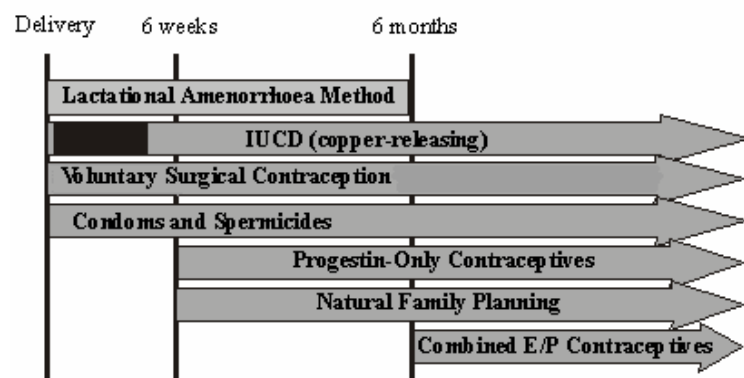 Delivery 6 weeks 6 months
Lactational Amenorrhoea Method
IUCD (copper-releasing)
Voluntary Surgical Contraception
Condoms and Spermicides
Progestin-Only Contraceptives
Natural Family Planning
Combined E/P Contraceptives